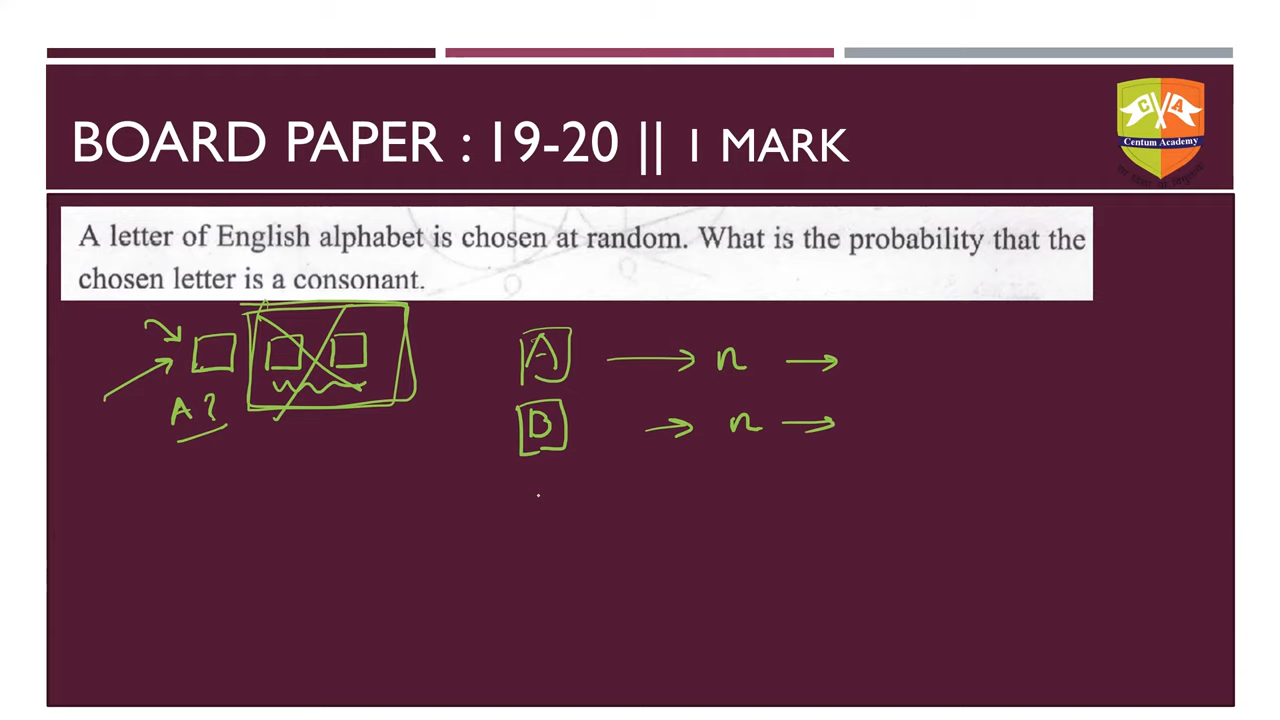 BOARD PAPER : 19-20 || 1 MARK
C A
Centum Academy
A letter of English alphabet is chosen at random. What is the probability that the
chosen letter is a consonant.
A ?
A → n →
B → n →